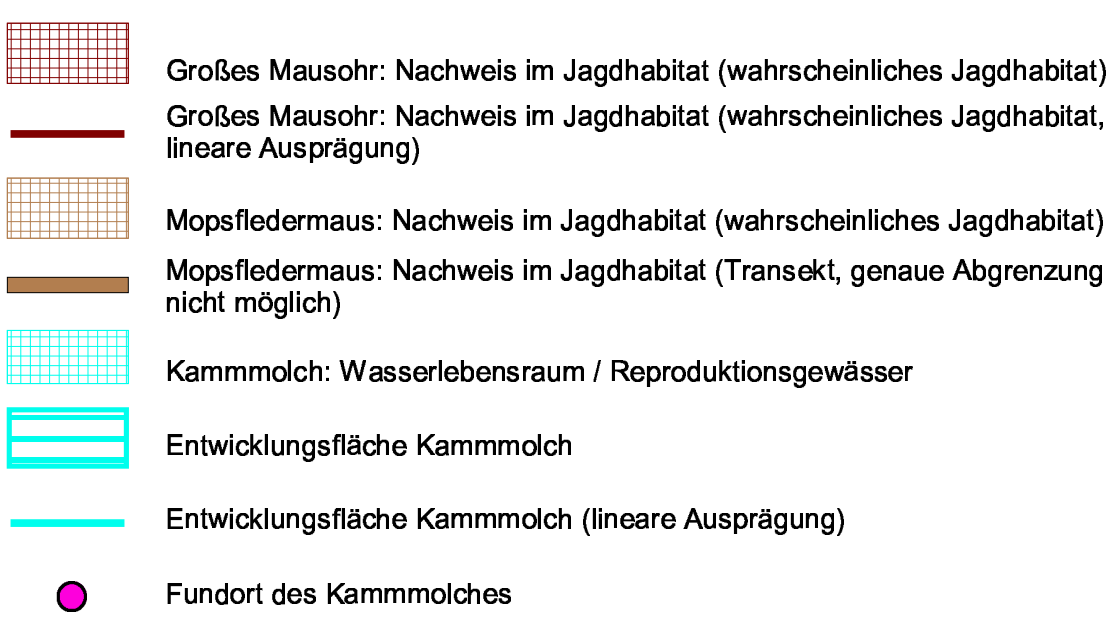 Großes Mausohr: Nachweis im Jagdhabitat (wahrscheinliches Jagdhabitat)
Großes Mausohr: Nachweis im Jagdhabitat (wahrscheinliches Jagdhabitat,
lineare Ausprägung)
Mopsfledermaus: Nachweis im Jagdhabitat (wahrscheinliches Jagdhabitat)
Mopsfledermaus: Nachweis im Jagdhabitat (Transekt, genaue Abgrenzung
nicht möglich)
Kammmolch: Wasserlebensraum / Reproduktionsgewässer
Entwicklungsfläche Kammmolch
Entwicklungsfläche Kammmolch (lineare Ausprägung)
Fundort des Kammmolches